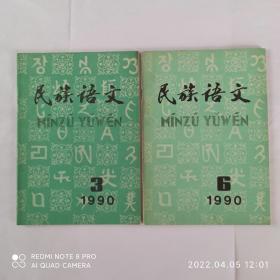 民族语文
MÍNZÚ YǓWÉN
3
1990
民族语文
MÍNZÚ YǓWÉN
6
1990
REDMI NOTE 8 PRO
AI QUAD CAMERA
2022.04.05 12:01